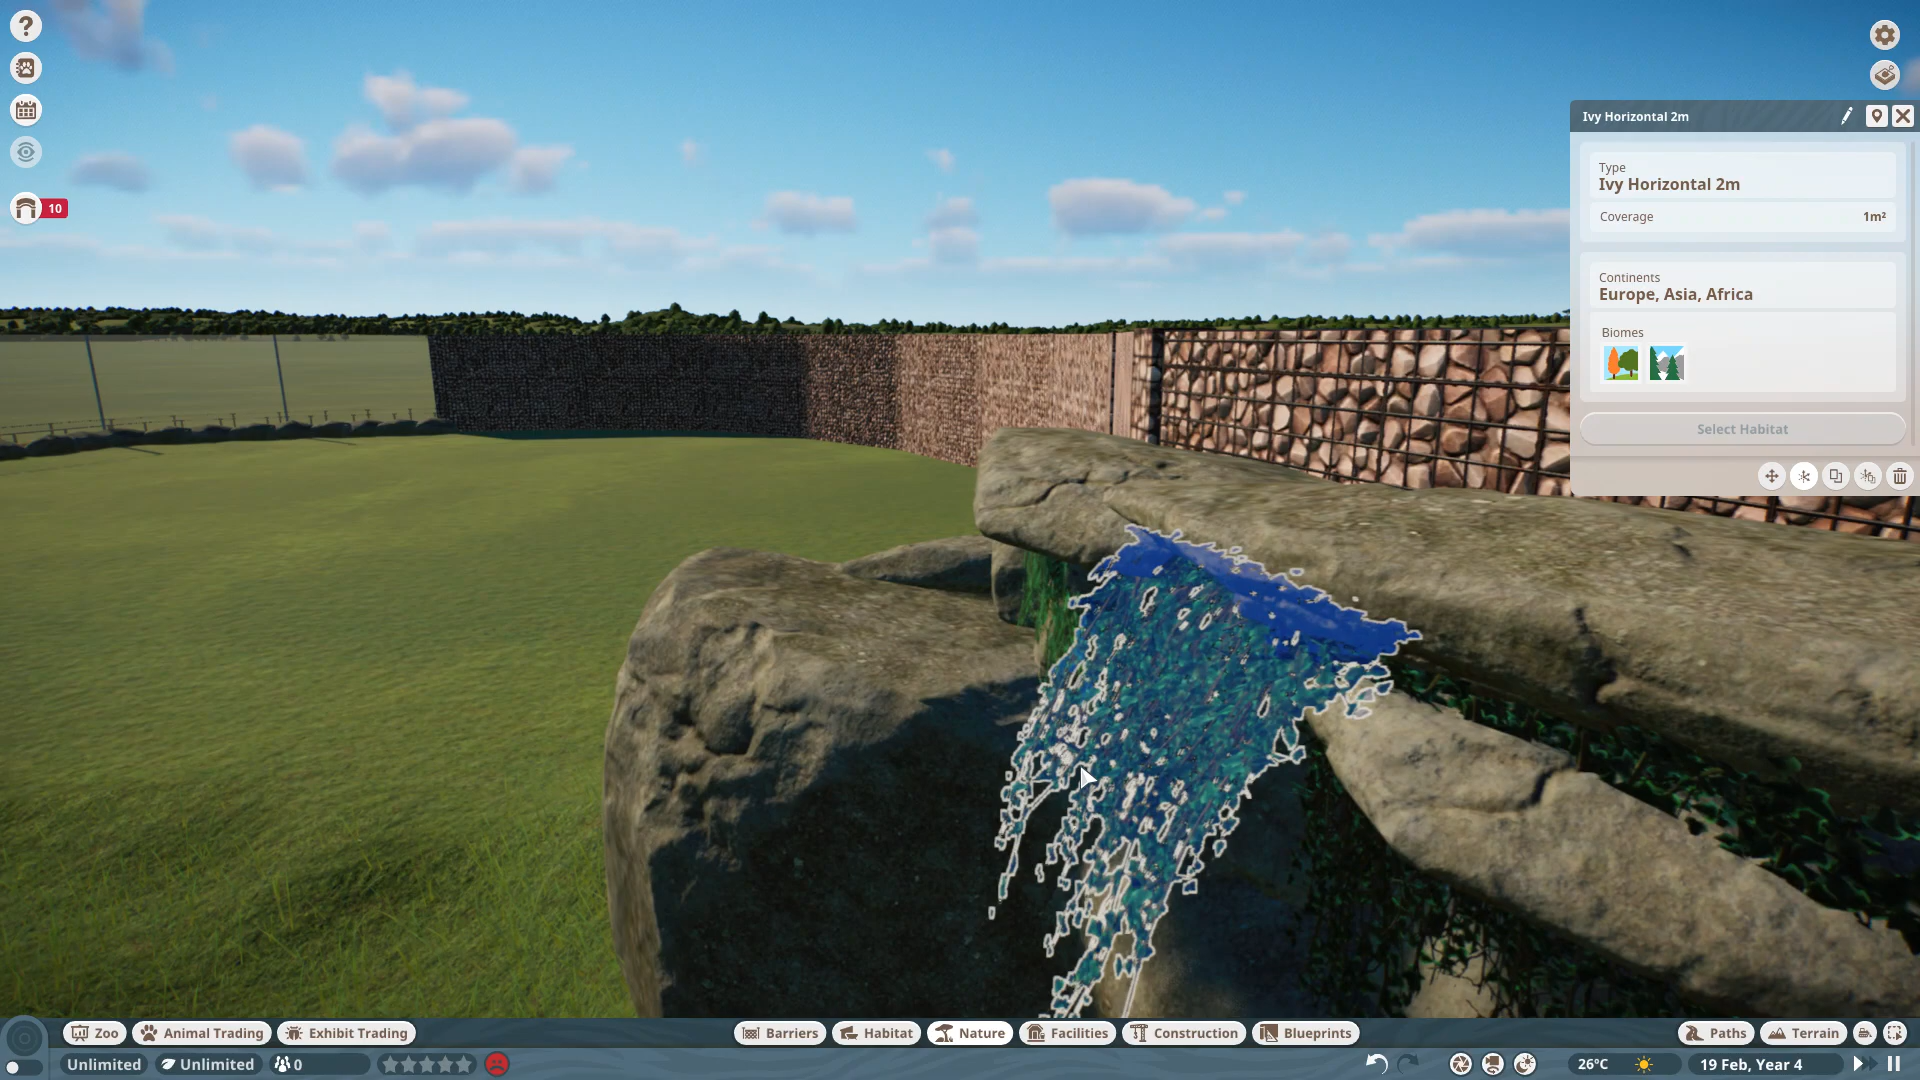 ?
10
Ivy Horizontal 2m
Type
Ivy Horizontal 2m
Coverage 1m²
Continents
Europe, Asia, Africa
Biomes
Select Habitat
Zoo Animal Trading Exhibit Trading Barriers Habitat Nature Facilities Construction Blueprints Paths Terrain
Unlimited Unlimited 0 26°C 19 Feb, Year 4